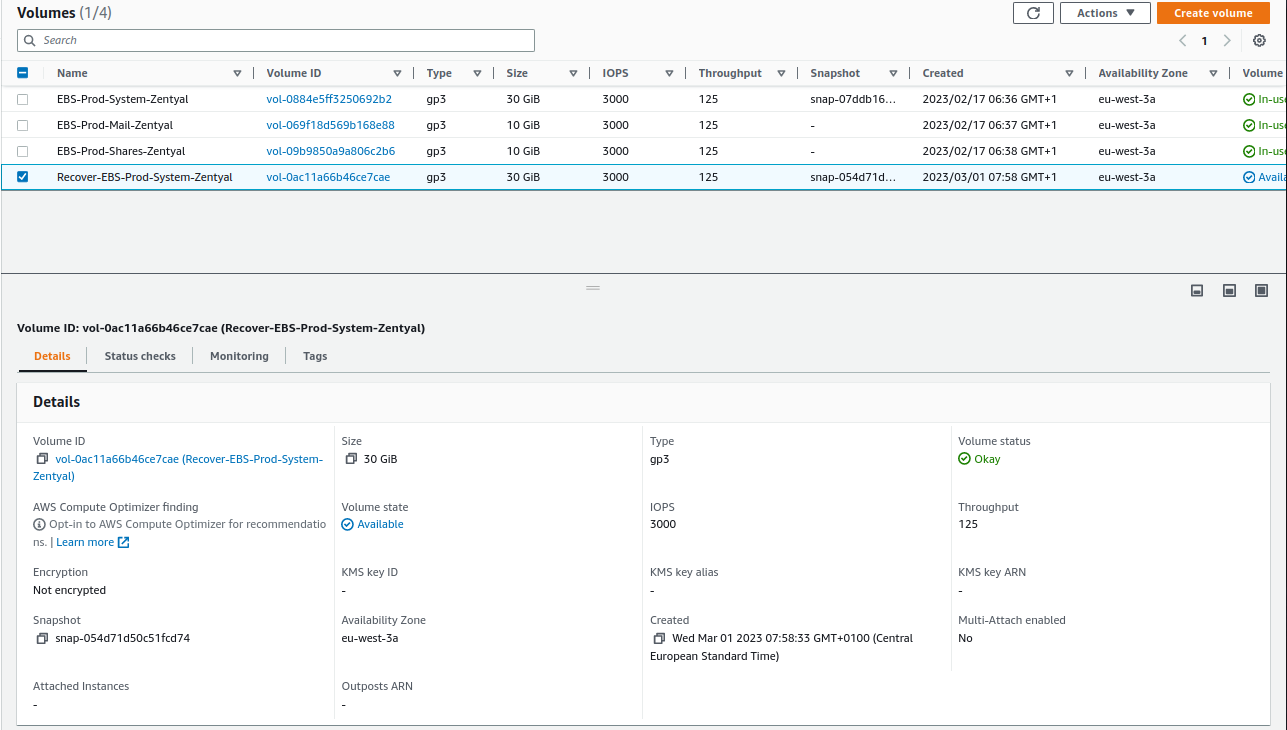 Volumes (1/4)
Actions
Create volume
Search
1
Name Volume ID Type Size IOPS Throughput Snapshot Created Availability Zone Volume
EBS-Prod-System-Zentyal vol-0884e5ff3250692b2 gp3 30 GiB 3000 125 snap-07ddb16... 2023/02/17 06:36 GMT+1 eu-west-3a In-use
EBS-Prod-Mail-Zentyal vol-069f18d569b168e88 gp3 10 GiB 3000 125 - 2023/02/17 06:37 GMT+1 eu-west-3a In-use
EBS-Prod-Shares-Zentyal vol-09b9850a9a806c2b6 gp3 10 GiB 3000 125 - 2023/02/17 06:38 GMT+1 eu-west-3a In-use
Recover-EBS-Prod-System-Zentyal vol-0ac11a66b46ce7cae gp3 30 GiB 3000 125 snap-054d71d... 2023/03/01 07:58 GMT+1 eu-west-3a Availa
Volume ID: vol-0ac11a66b46ce7cae (Recover-EBS-Prod-System-Zentyal)
Details Status checks Monitoring Tags
Details
Volume ID
vol-0ac11a66b46ce7cae (Recover-EBS-Prod-System-
Zentyal)
Size
30 GiB
Type
gp3
Volume status
Okay
AWS Compute Optimizer finding
Opt-in to AWS Compute Optimizer for recommendatio
ns. | Learn more
Volume state
Available
IOPS
3000
Throughput
125
Encryption
Not encrypted
KMS key ID
-
KMS key alias
-
KMS key ARN
-
Snapshot
snap-054d71d50c51fcd74
Availability Zone
eu-west-3a
Created
Wed Mar 01 2023 07:58:33 GMT+0100 (Central
European Standard Time)
Multi-Attach enabled
No
Attached Instances
-
Outposts ARN
-